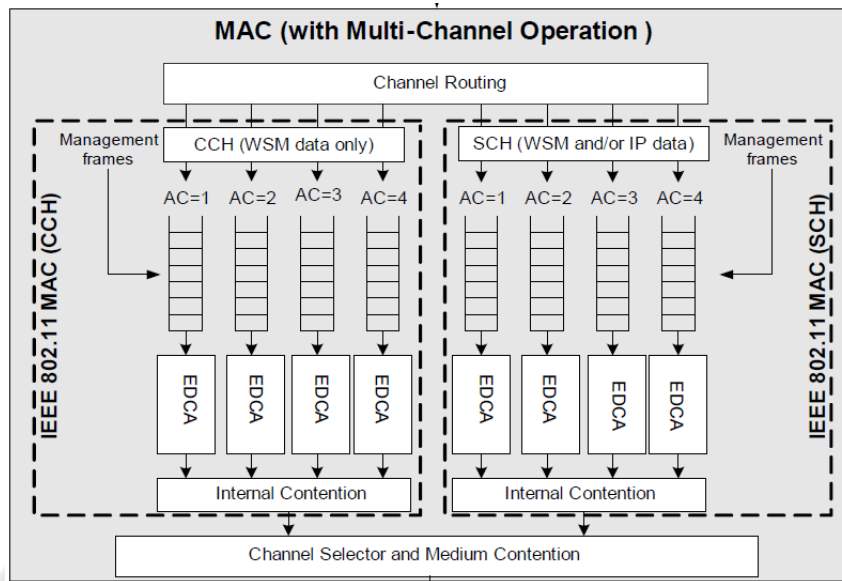 MAC (with Multi-Channel Operation )
Channel Routing
CCH (WSM data only)
SCH (WSM and/or IP data)
Management
frames
Management
frames
AC=1 AC=2 AC=3 AC=4
AC=1 AC=2 AC=3 AC=4
IEEE 802.11 MAC (CCH)
IEEE 802.11 MAC (SCH)
EDCA EDCA EDCA EDCA
EDCA EDCA EDCA EDCA
Internal Contention
Internal Contention
Channel Selector and Medium Contention